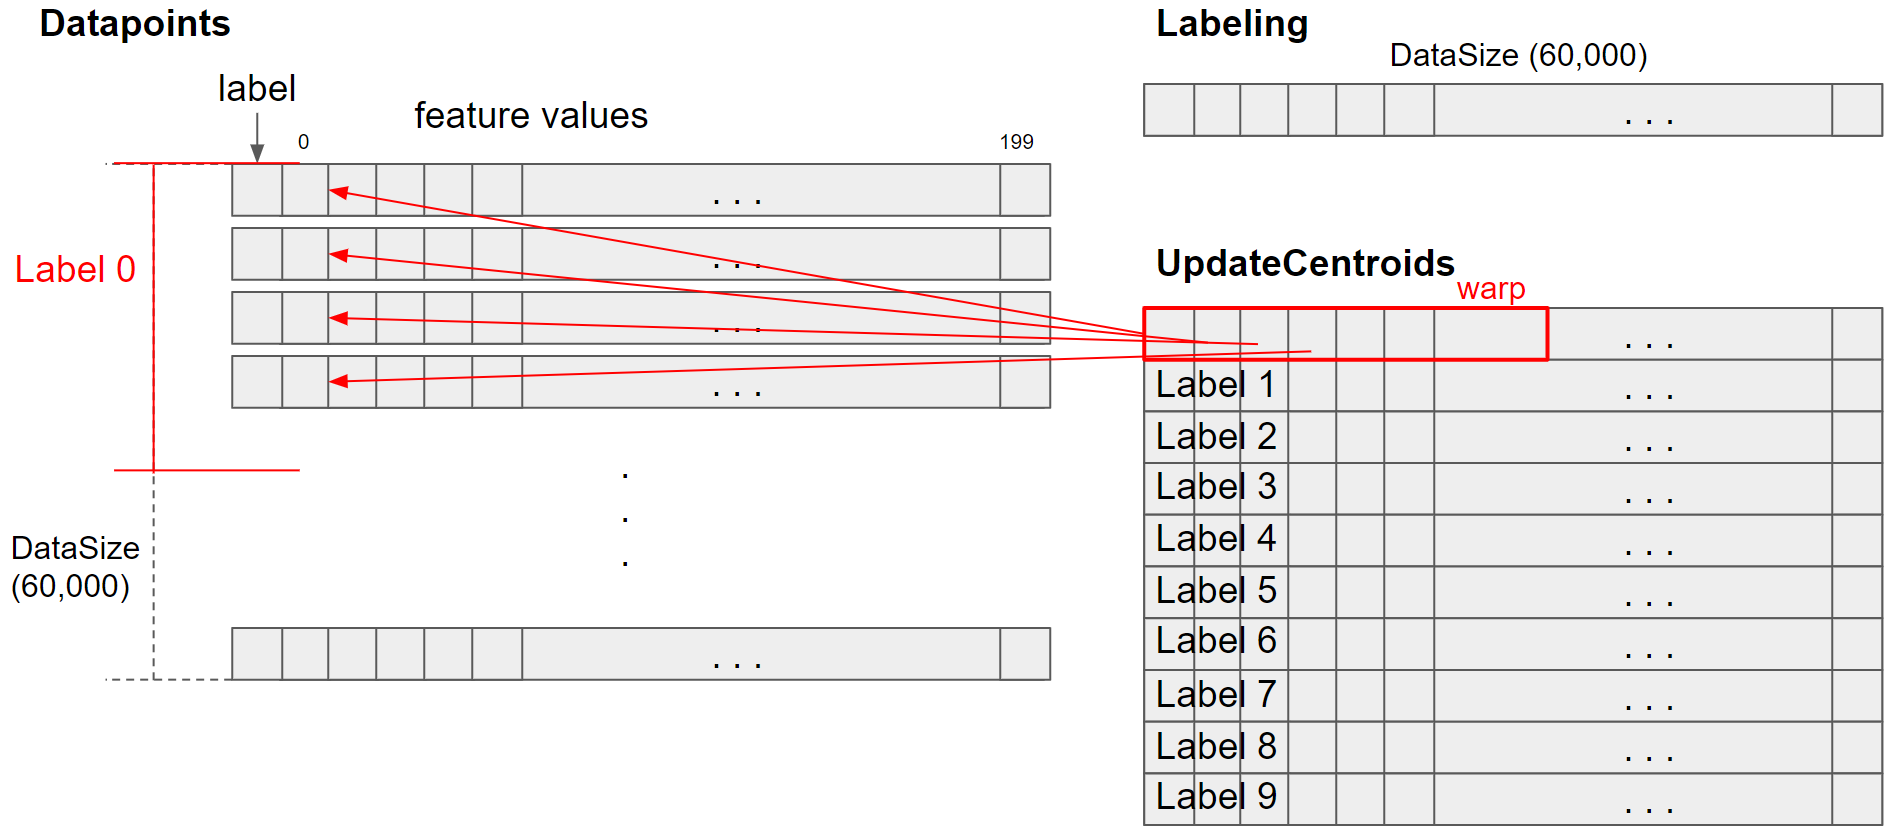 Datapoints
label
feature values
0
199
. . .
. . .
. . .
. . .
Label 0
.
.
.
DataSize
(60,000)
. . .
Labeling
DataSize (60,000)
. . .
UpdateCentroids
warp
. . .
Label 1 . . .
Label 2 . . .
Label 3 . . .
Label 4 . . .
Label 5 . . .
Label 6 . . .
Label 7 . . .
Label 8 . . .
Label 9 . . .